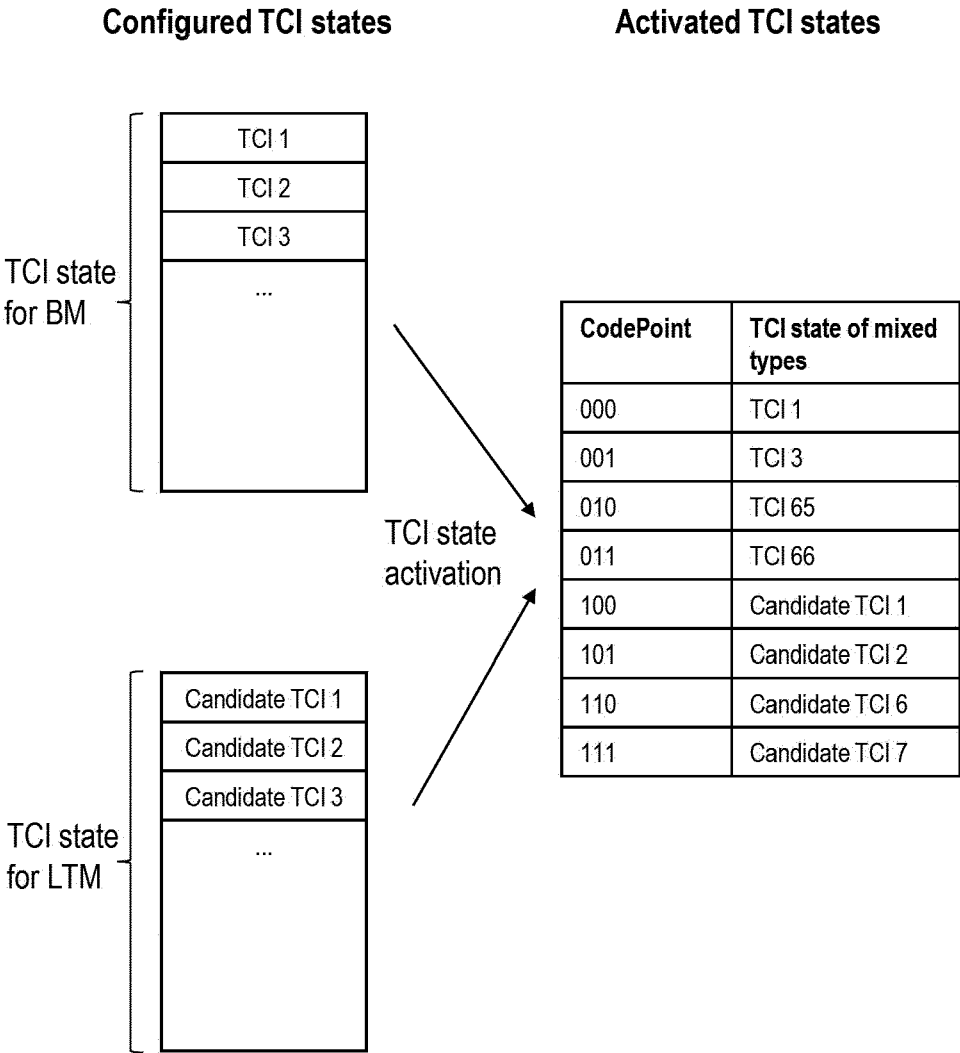 Configured TCI states
Activated TCI states
TCI 1
TCI 2
TCI 3
...
TCI state
for BM
TCI state
activation
Candidate TCI 1
Candidate TCI 2
Candidate TCI 3
...
TCI state
for LTM
CodePoint
TCI state of mixed
types
000
TCI 1
001
TCI 3
010
TCI 65
011
TCI 66
100
Candidate TCI 1
101
Candidate TCI 2
110
Candidate TCI 6
111
Candidate TCI 7